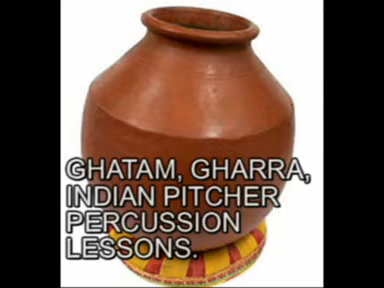 GHATAM, GHARRA,
INDIAN PITCHER
PERCUSSION
LESSONS.